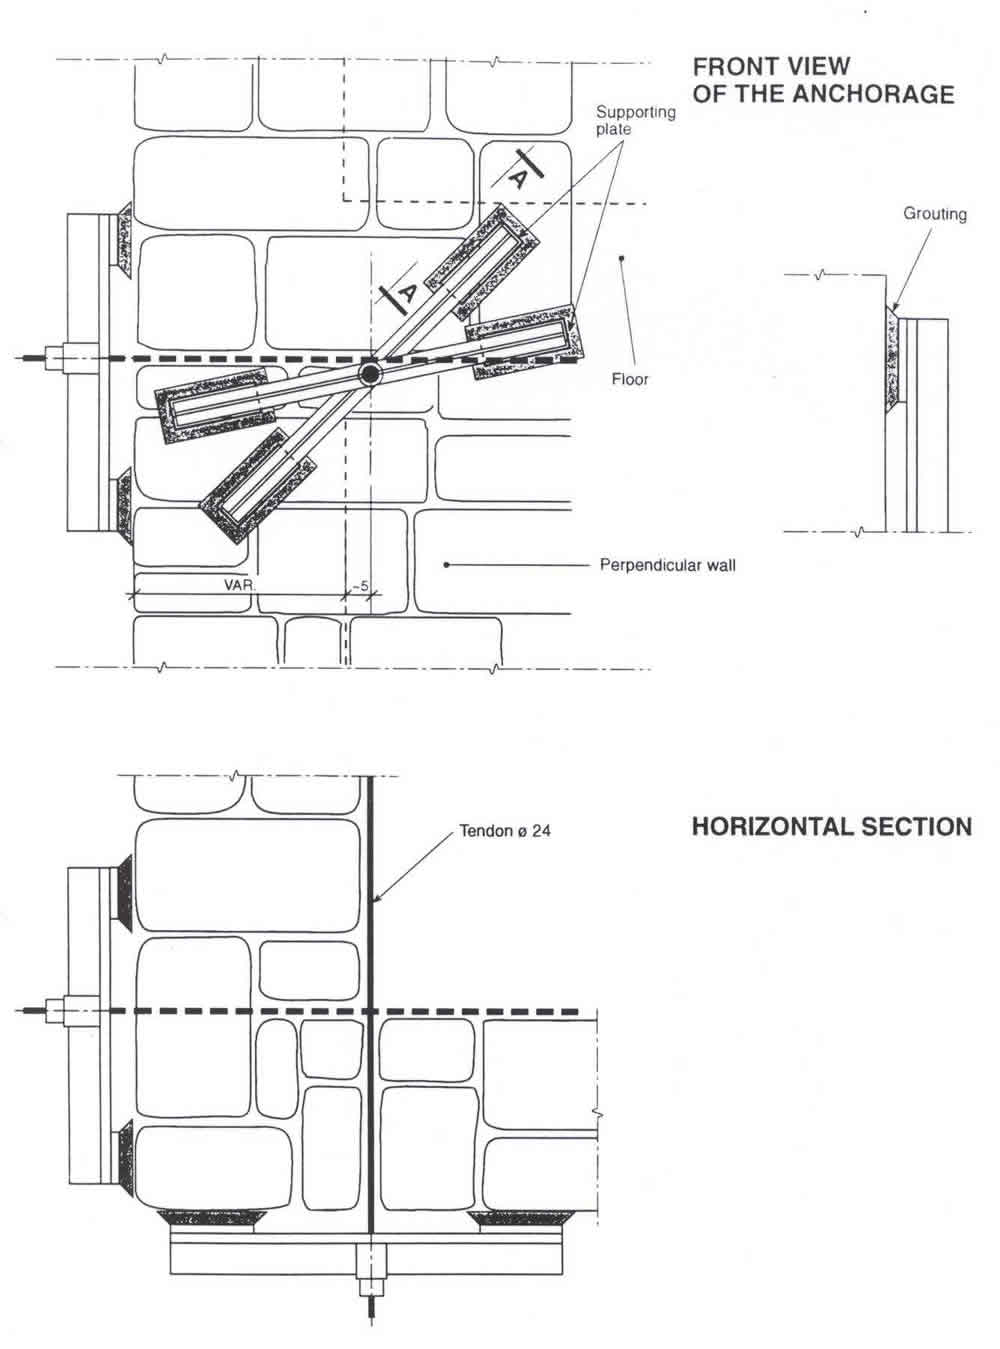 FRONT VIEW
OF THE ANCHORAGE
Supporting
plate
A
A
Grouting
Floor
Perpendicular wall
VAR.
~5
HORIZONTAL SECTION
Tendon ø 24